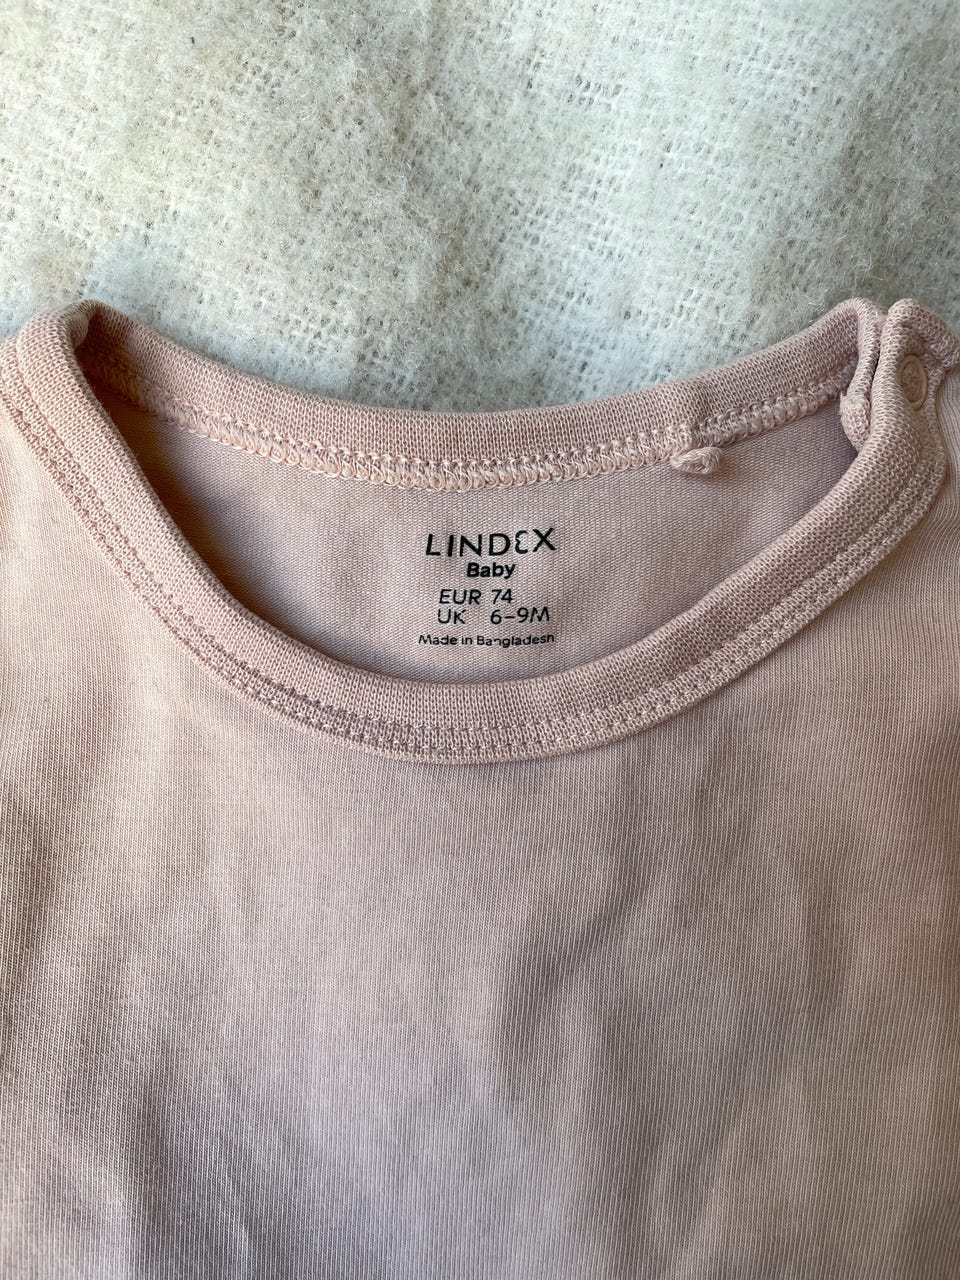 LINDEX
Baby
EUR 74
UK 6-9M
Made in Bangladesh